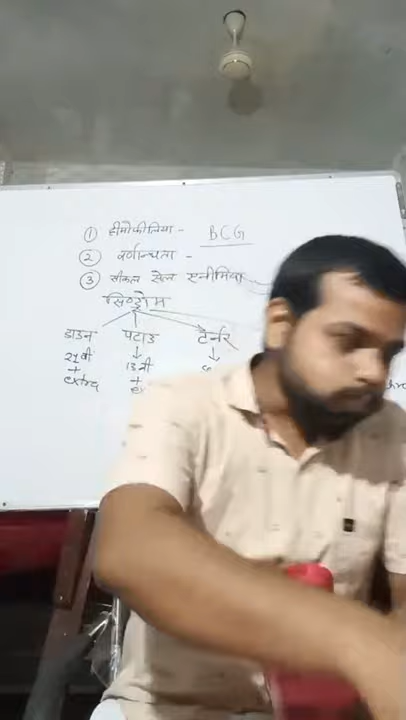 ① हीमोफीलिया - BCG
② वर्णान्धता -
③ सीकल सेल एनीमिया
सिण्ड्रोम
डाउन पटाउ टर्नर
↓ ↓
21वी 13वी
+ +
extra